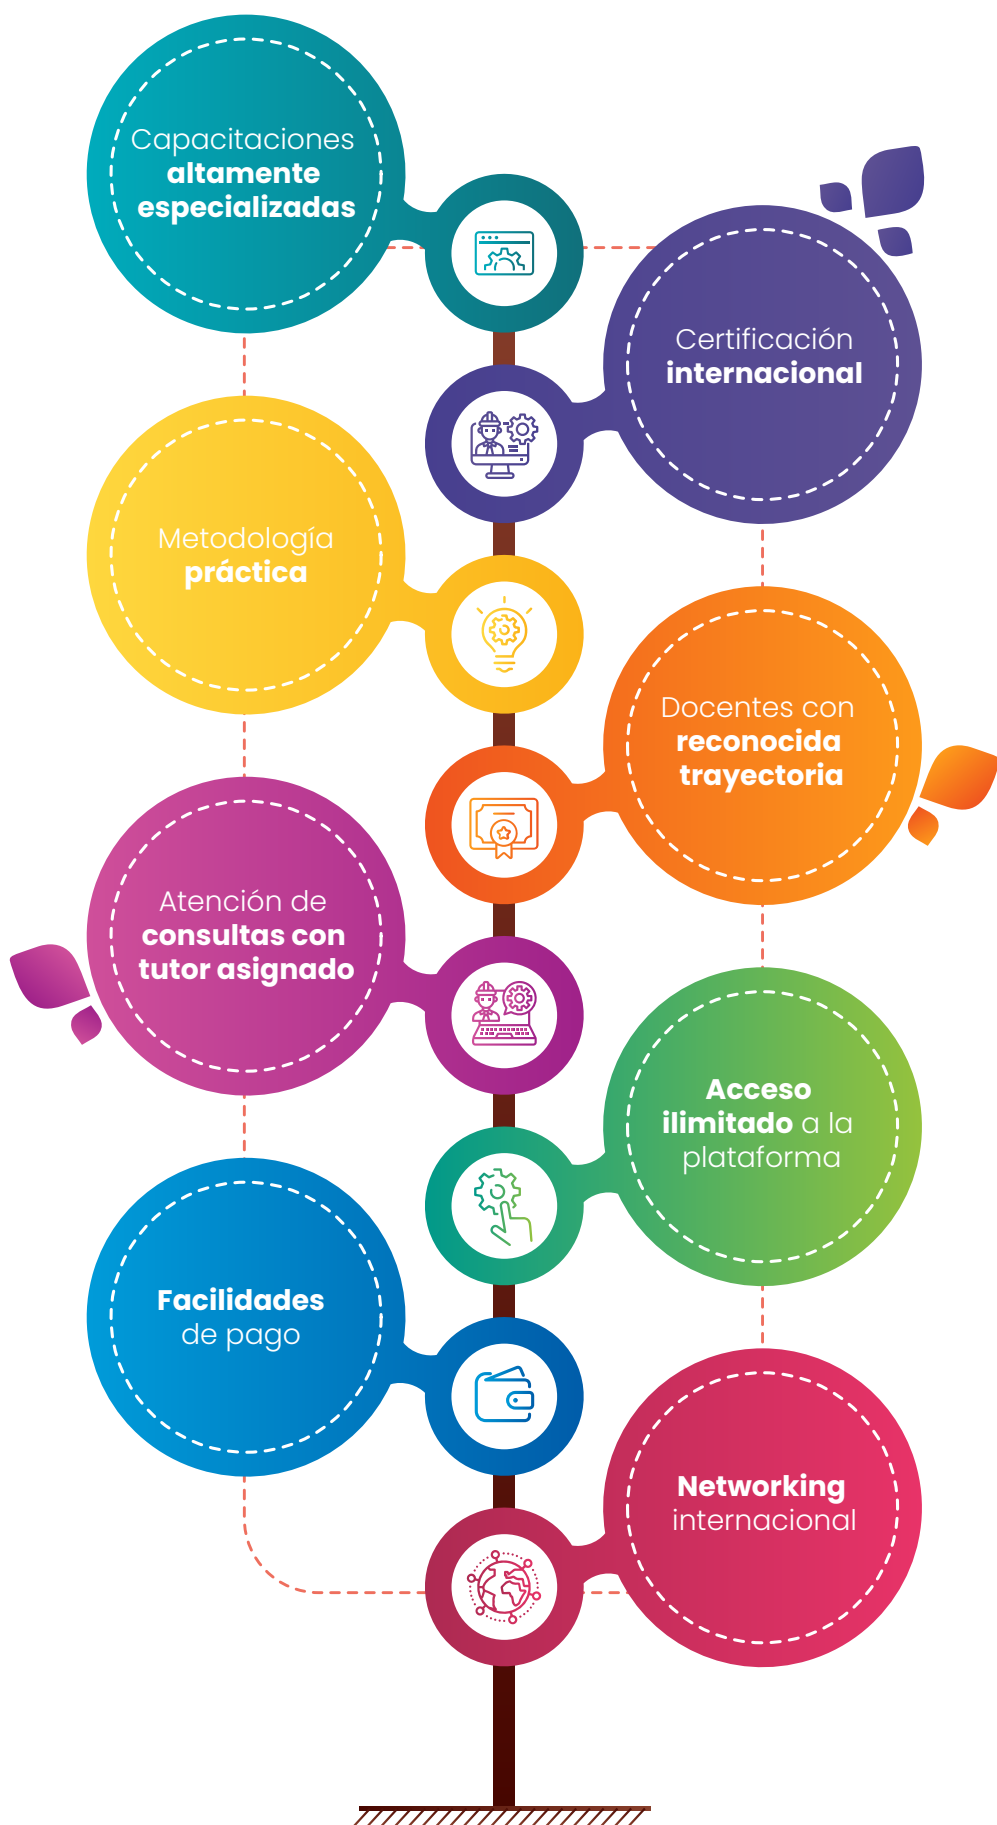 Capacitaciones
altamente
especializadas
Certificación
internacional
Metodología
práctica
Docentes con
reconocida
trayectoria
Atención de
consultas con
tutor asignado
Acceso
ilimitado a la
plataforma
Facilidades
de pago
Networking
internacional